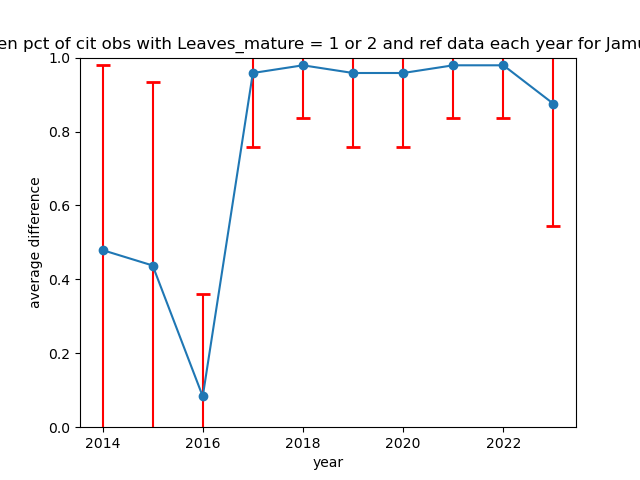 en pct of cit obs with Leaves_mature = 1 or 2 and ref data each year for Jamu
1.0
0.8
0.6
0.4
0.2
0.0
average difference
2014 2016 2018 2020 2022
year